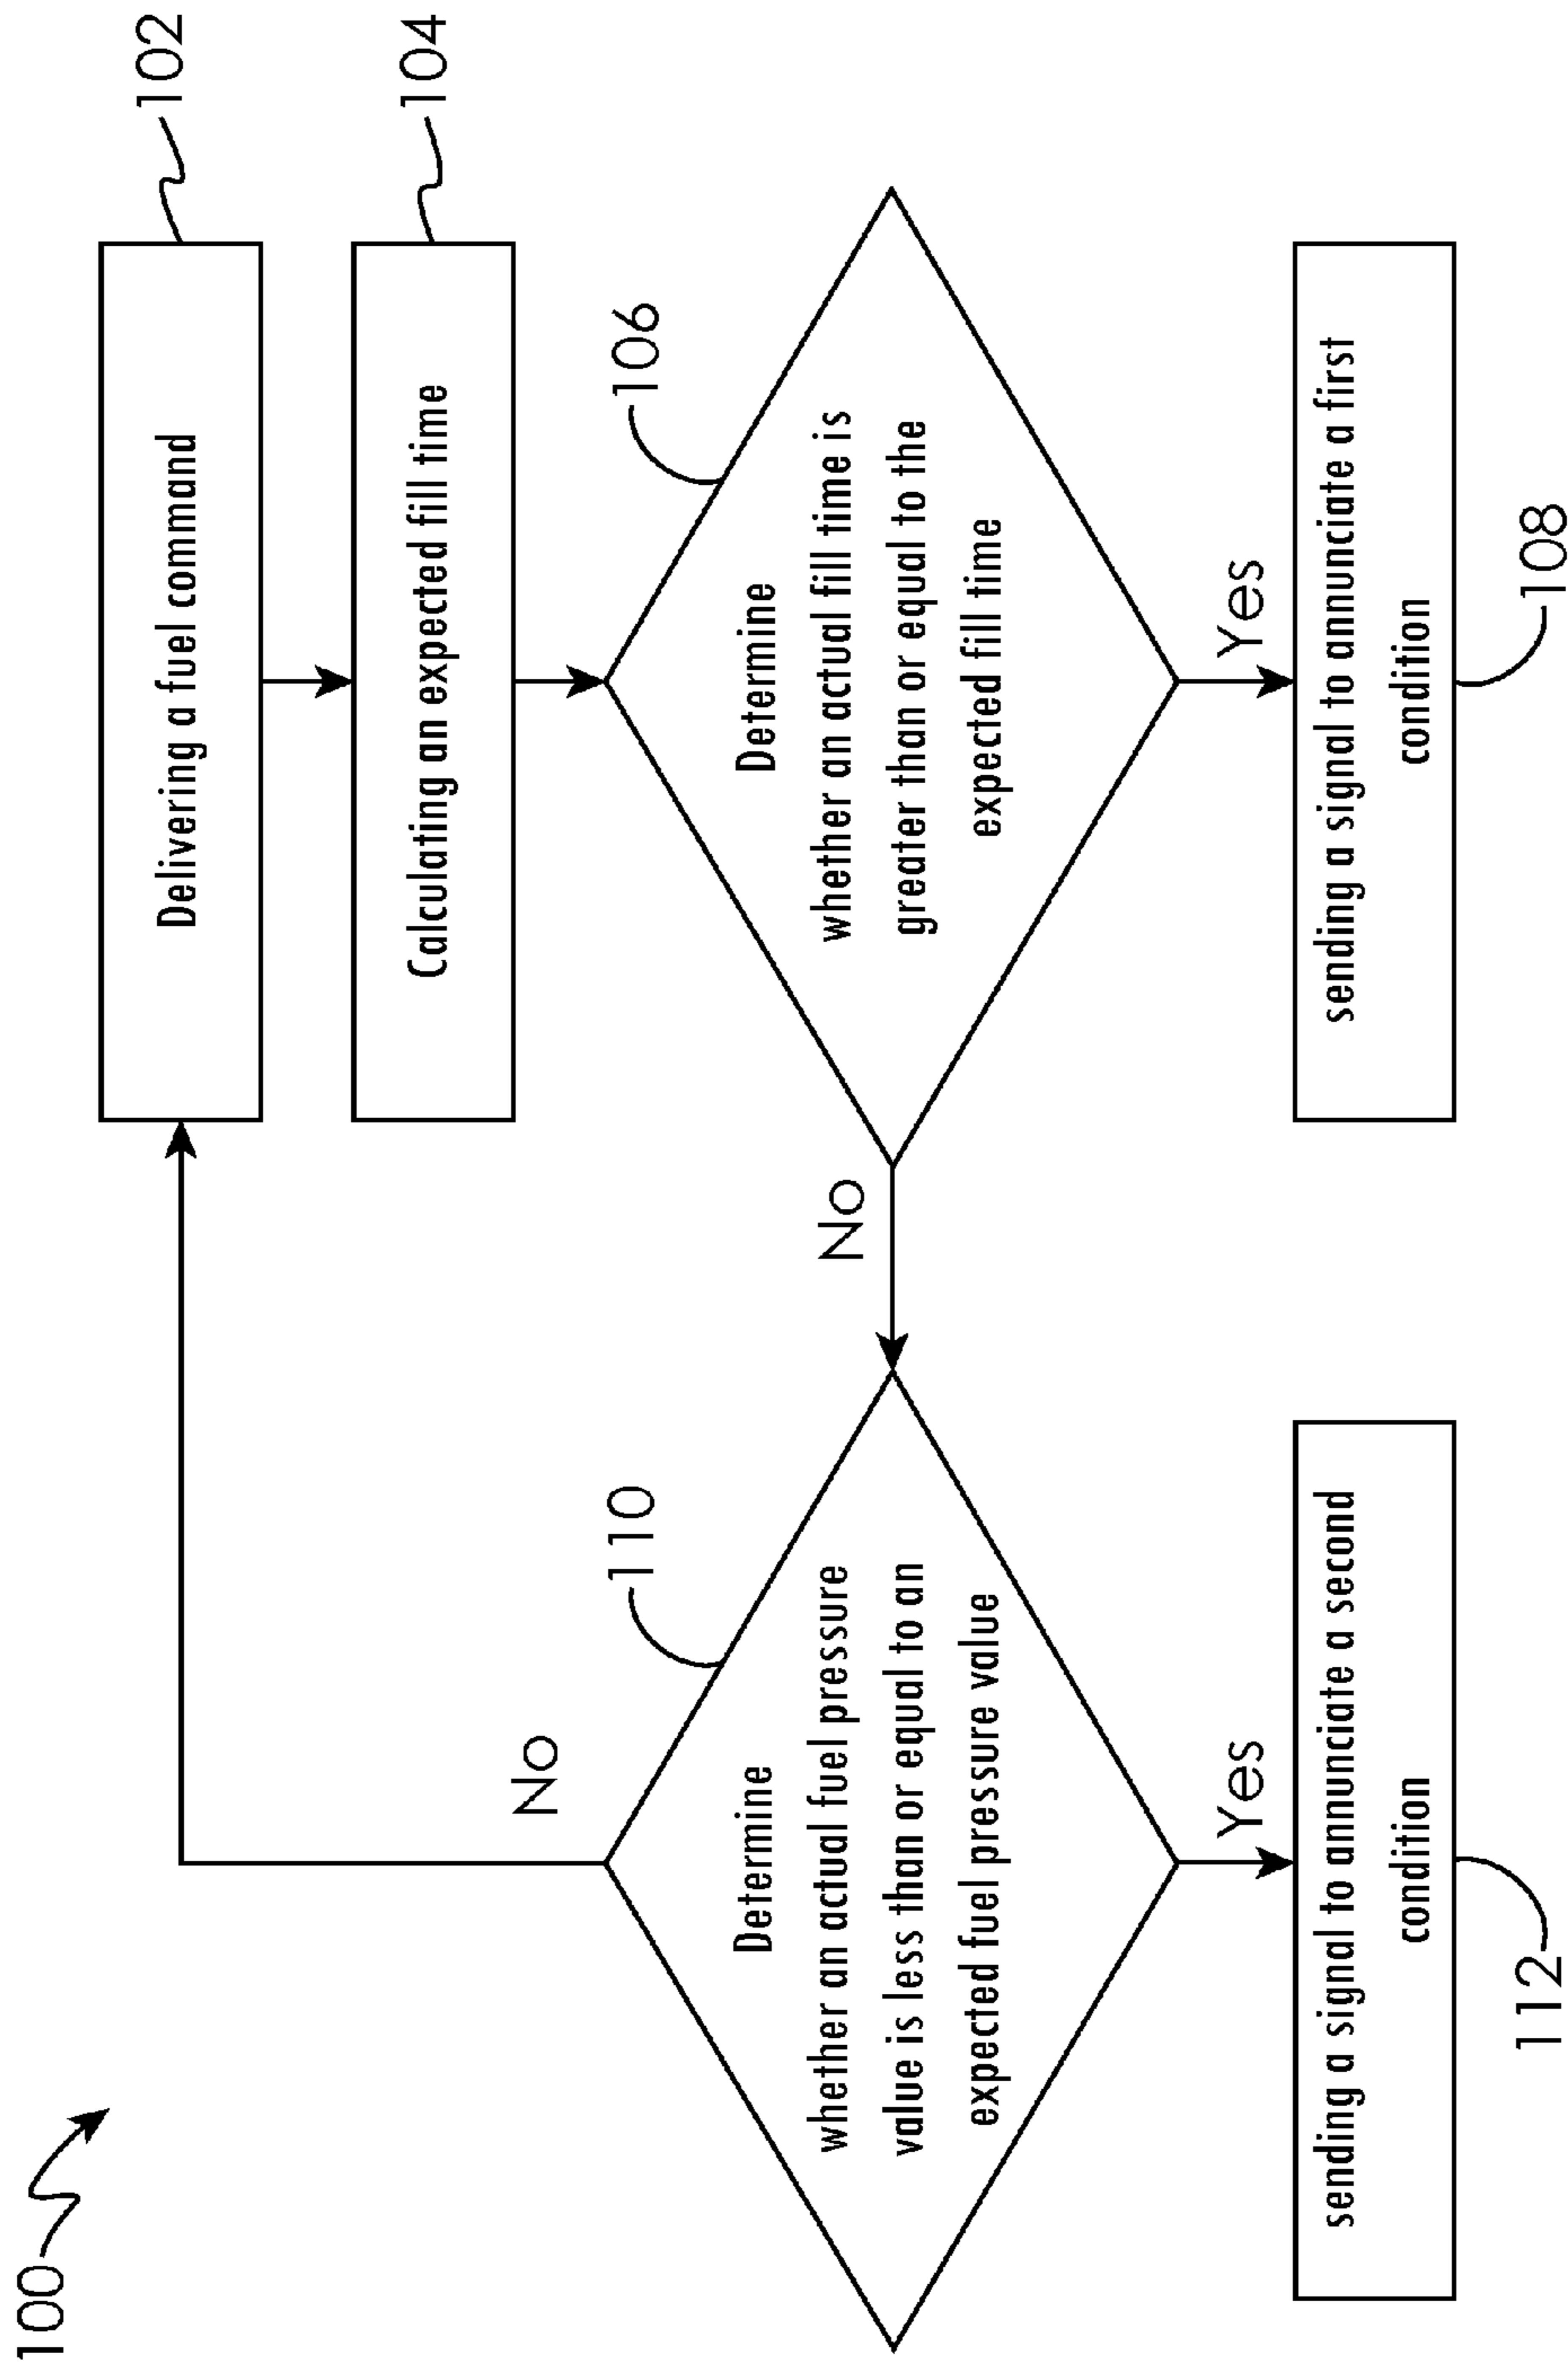 100
Delivering a fuel command
102
Calculating an expected fill time
104
Determine
whether an actual fill time is
greater than or equal to the
expected fill time
106
Yes
No
sending a signal to annunciate a first
condition
108
Determine
whether an actual fuel pressure
value is less than or equal to an
expected fuel pressure value
110
No
Yes
sending a signal to annunciate a second
condition
112